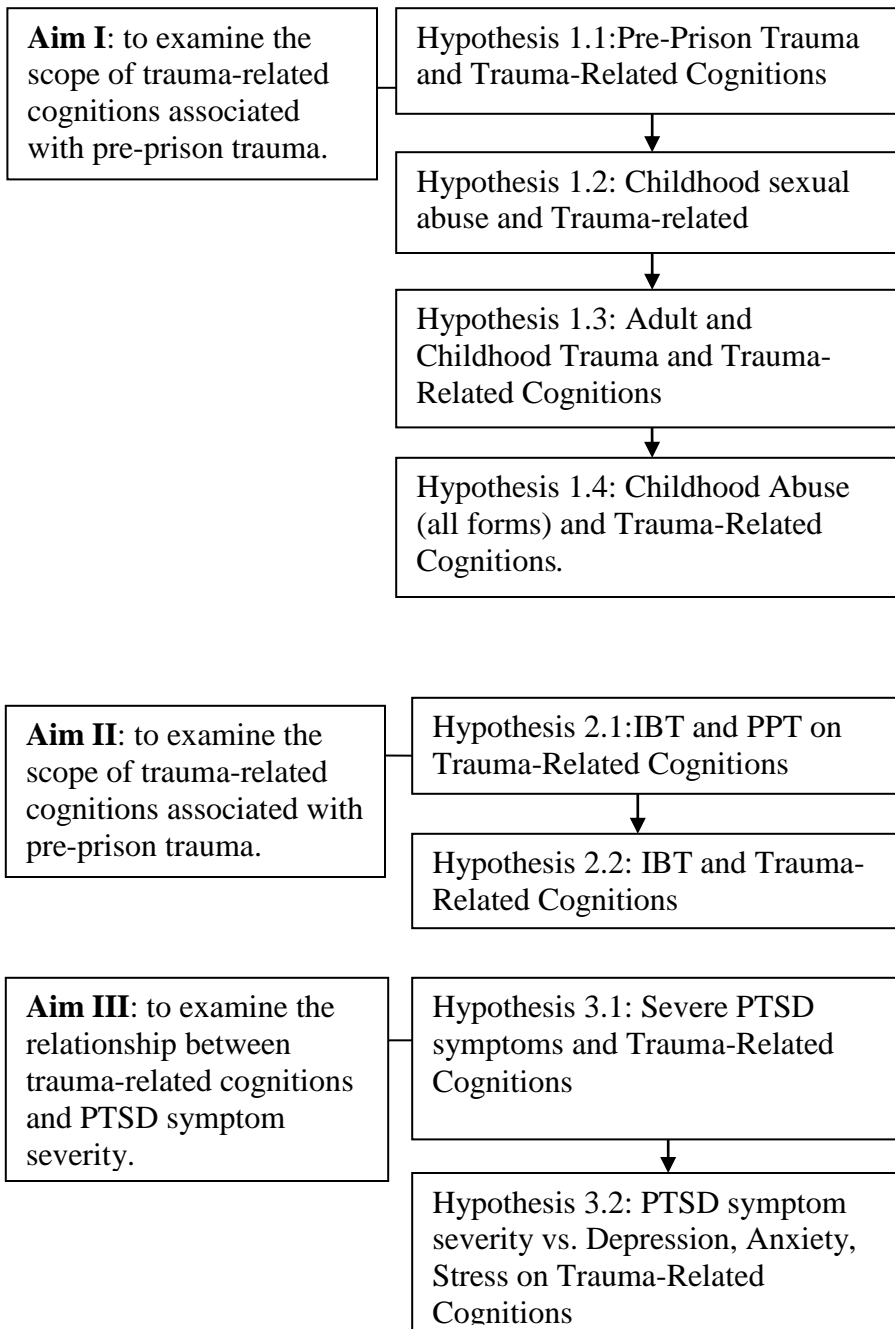 Aim I: to examine the
scope of trauma-related
cognitions associated
with pre-prison trauma.
Hypothesis 1.1:Pre-Prison Trauma
and Trauma-Related Cognitions
Hypothesis 1.2: Childhood sexual
abuse and Trauma-related
Hypothesis 1.3: Adult and
Childhood Trauma and Trauma-
Related Cognitions
Hypothesis 1.4: Childhood Abuse
(all forms) and Trauma-Related
Cognitions.
Aim II: to examine the
scope of trauma-related
cognitions associated with
pre-prison trauma.
Hypothesis 2.1:IBT and PPT on
Trauma-Related Cognitions
Hypothesis 2.2: IBT and Trauma-
Related Cognitions
Aim III: to examine the
relationship between
trauma-related cognitions
and PTSD symptom
severity.
Hypothesis 3.1: Severe PTSD
symptoms and Trauma-Related
Cognitions
Hypothesis 3.2: PTSD symptom
severity vs. Depression, Anxiety,
Stress on Trauma-Related
Cognitions